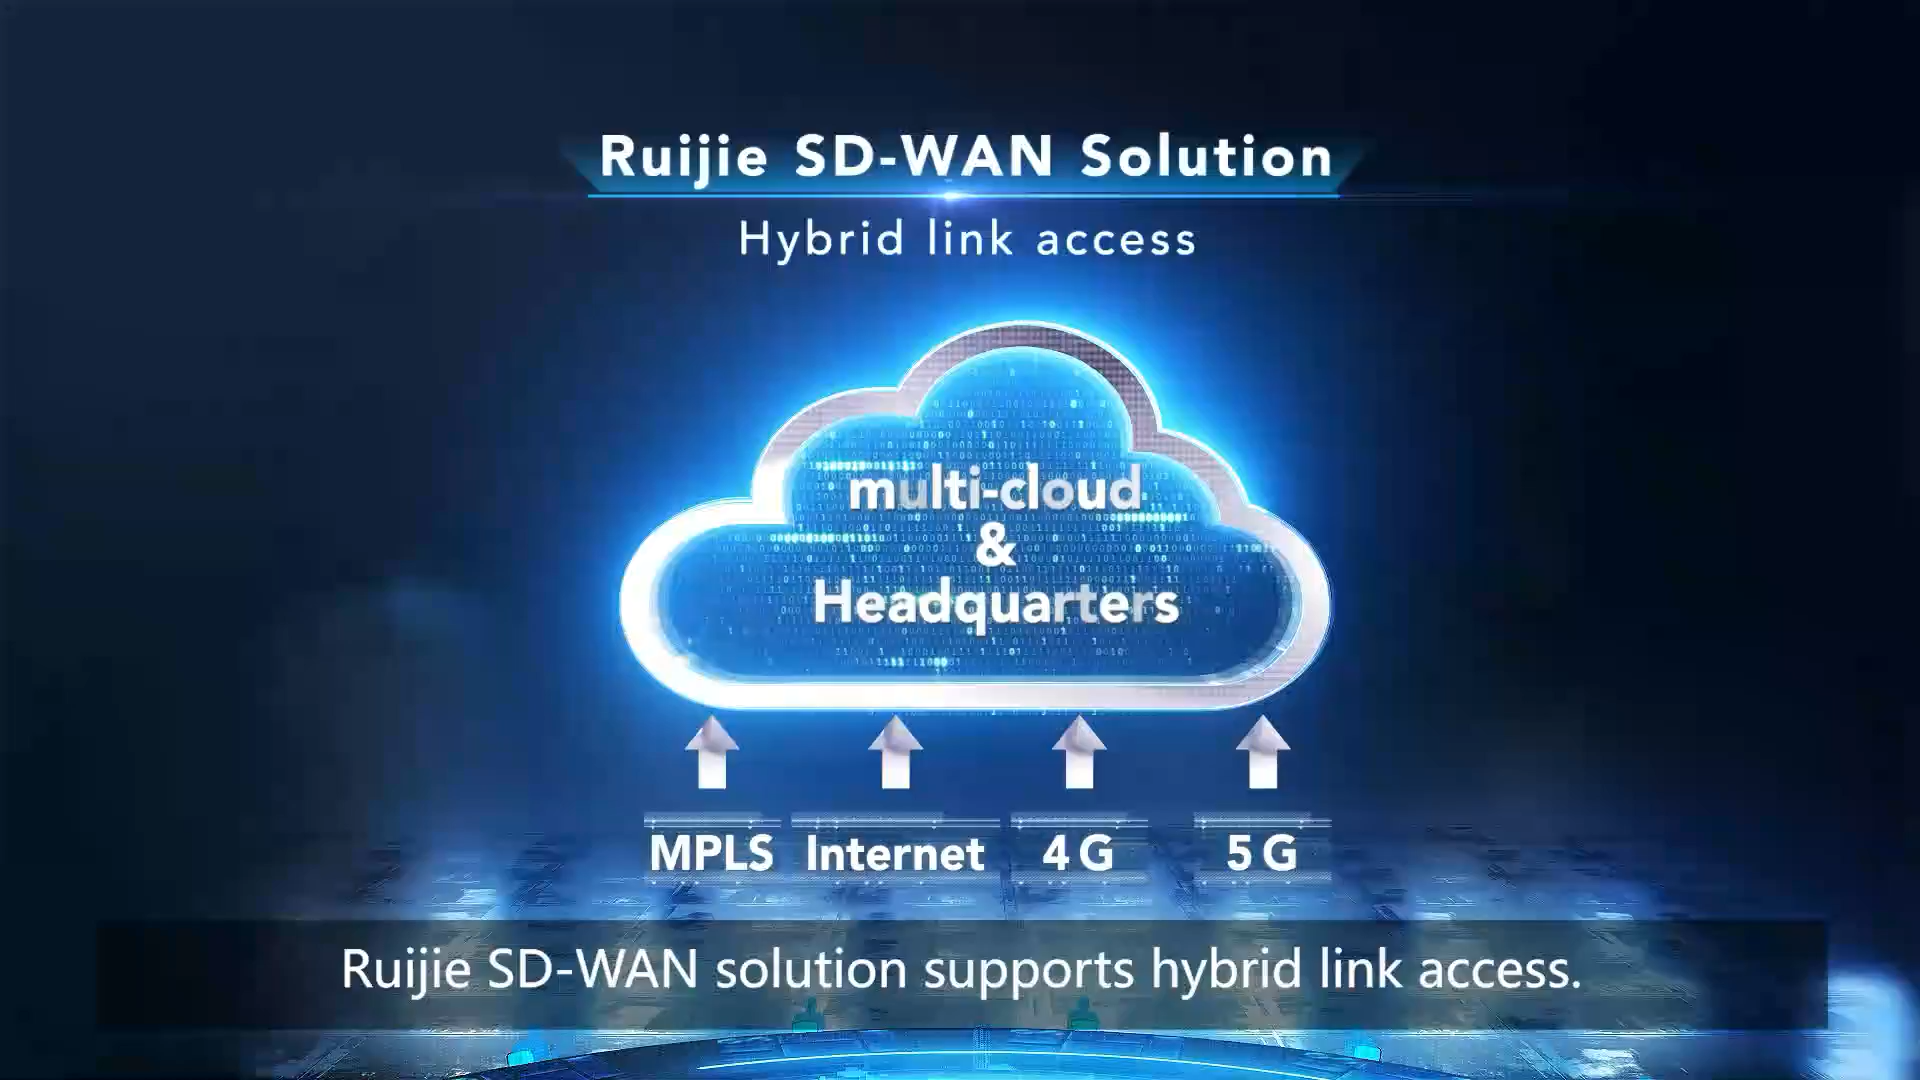 Ruijie SD-WAN Solution
Hybrid link access
multi-cloud
&
Headquarters
MPLS Internet 4G 5G
Ruijie SD-WAN solution supports hybrid link access.